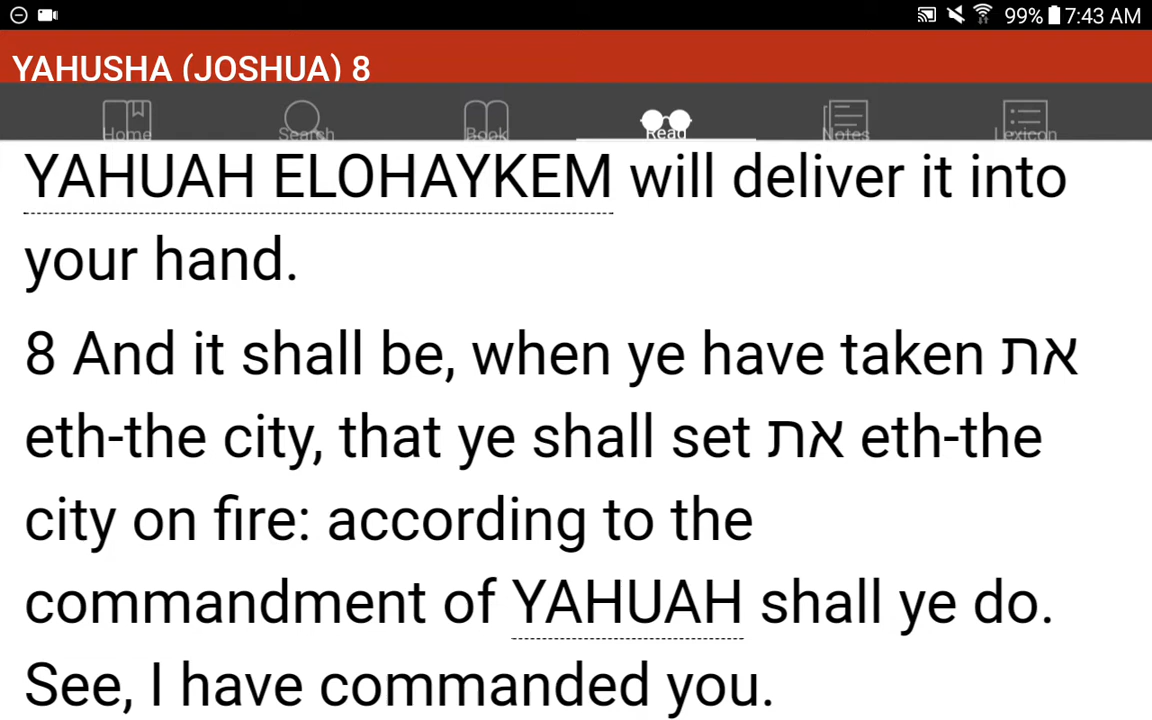 99% 7:43 AM
YAHUSHA (JOSHUA) 8
Home Search Book Read Notes Lexicon
YAHUAH ELOHAYKEM will deliver it into
your hand.
8 And it shall be, when ye have taken את
eth-the city, that ye shall set את eth-the
city on fire: according to the
commandment of YAHUAH shall ye do.
See, I have commanded you.